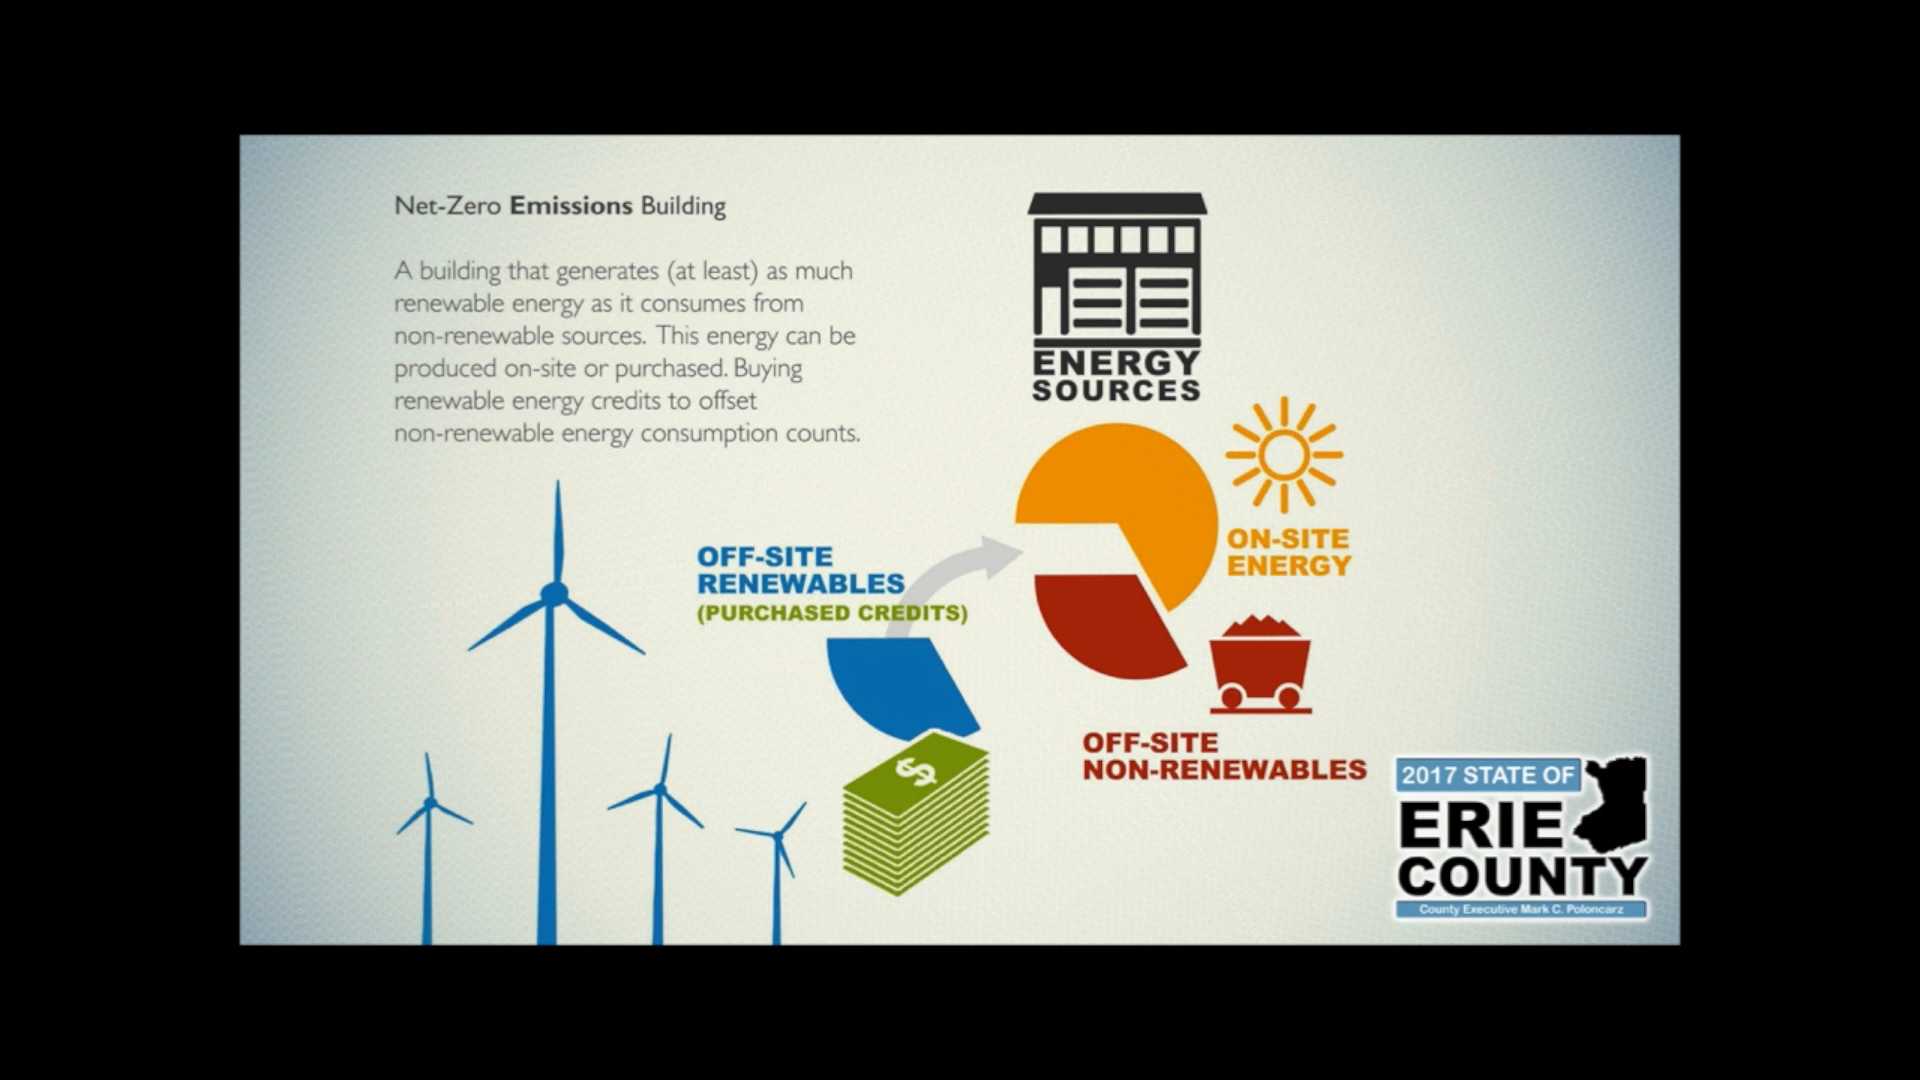 Net-Zero Emissions Building
A building that generates (at least) as much
renewable energy as it consumes from
non-renewable sources. This energy can be
produced on-site or purchased. Buying
renewable energy credits to offset
non-renewable energy consumption counts.
ENERGY
SOURCES
ON-SITE
ENERGY
OFF-SITE
RENEWABLES
(PURCHASED CREDITS)
$
OFF-SITE
NON-RENEWABLES
2017 STATE OF
ERIE
COUNTY
County Executive Mark C. Poloncarz